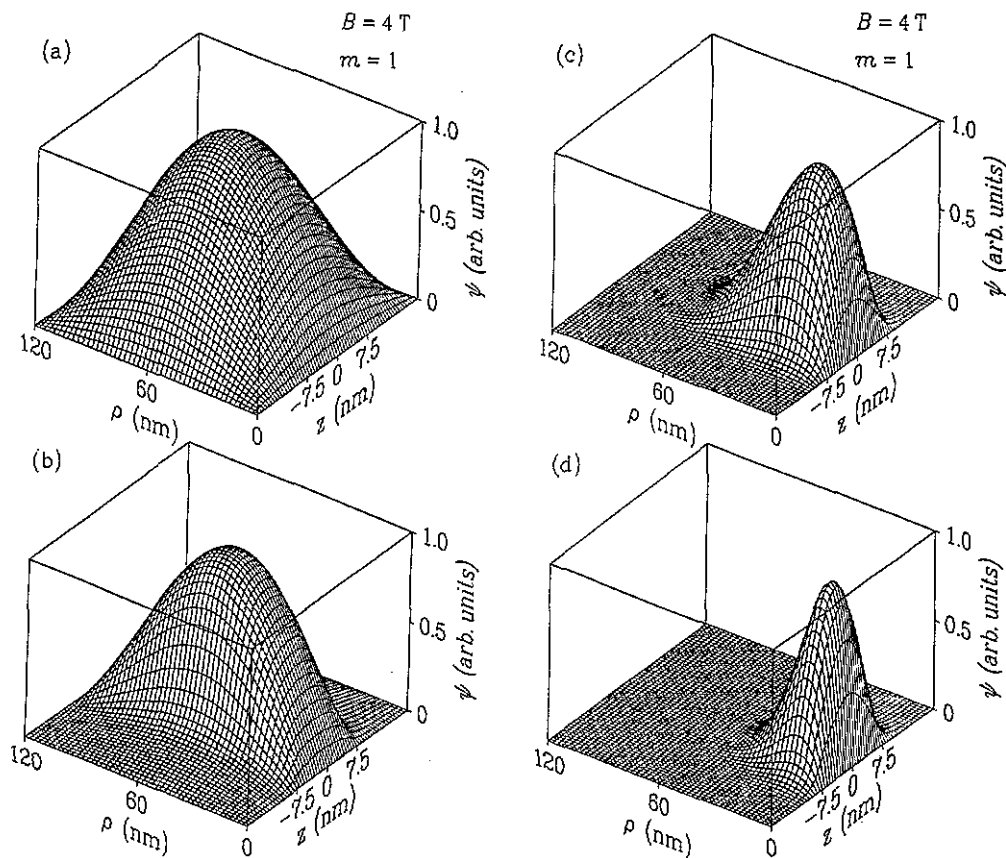 (a)
B = 4 T
m = 1
1.0
0.5
0
ψ (arb. units)
120
60
0
ρ (nm)
−7.5 0 7.5
z (nm)
(c)
B = 4 T
m = 1
1.0
0.5
0
ψ (arb. units)
120
60
0
ρ (nm)
−7.5 0 7.5
z (nm)
(b)
1.0
0.5
0
ψ (arb. units)
120
60
0
ρ (nm)
−7.5 0 7.5
z (nm)
(d)
1.0
0.5
0
ψ (arb. units)
120
60
0
ρ (nm)
−7.5 0 7.5
z (nm)